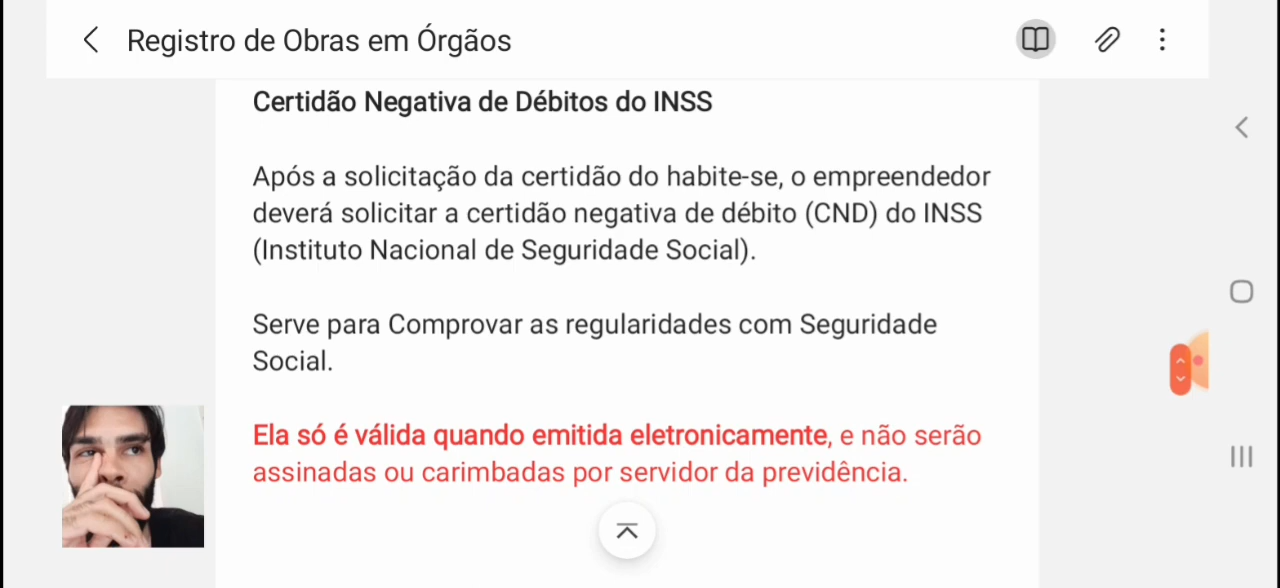 Registro de Obras em Órgãos
Certidão Negativa de Débitos do INSS
Após a solicitação da certidão do habite-se, o empreendedor
deverá solicitar a certidão negativa de débito (CND) do INSS
(Instituto Nacional de Seguridade Social).
Serve para Comprovar as regularidades com Seguridade
Social.
Ela só é válida quando emitida eletronicamente, e não serão
assinadas ou carimbadas por servidor da previdência.